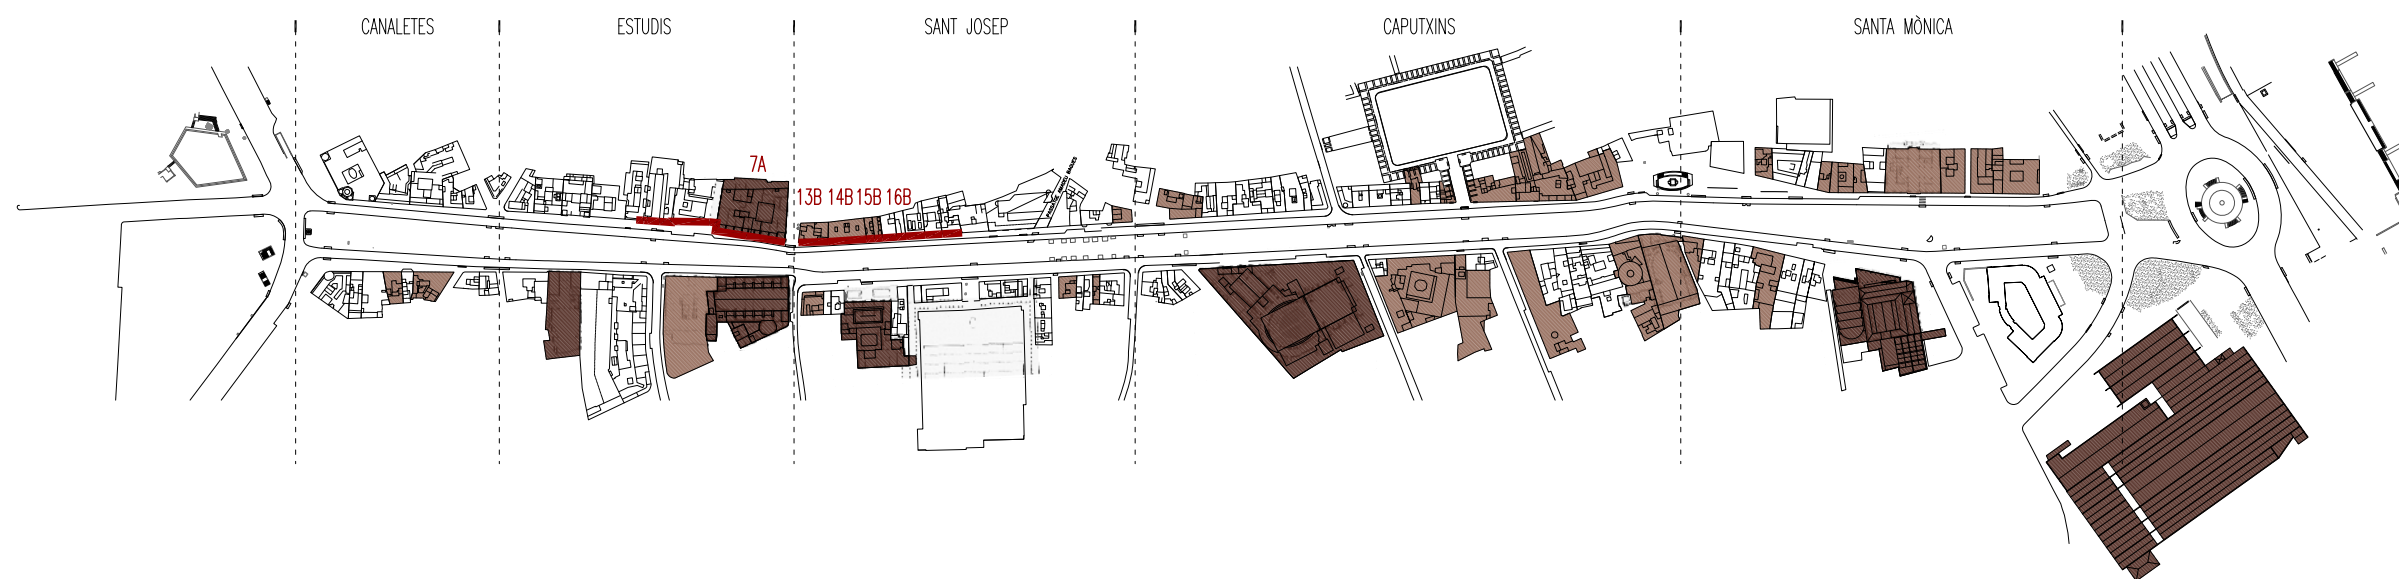 CANALETES
ESTUDIS
SANT JOSEP
CAPUTXINS
SANTA MÒNICA
7A
13B 14B 15B 16B